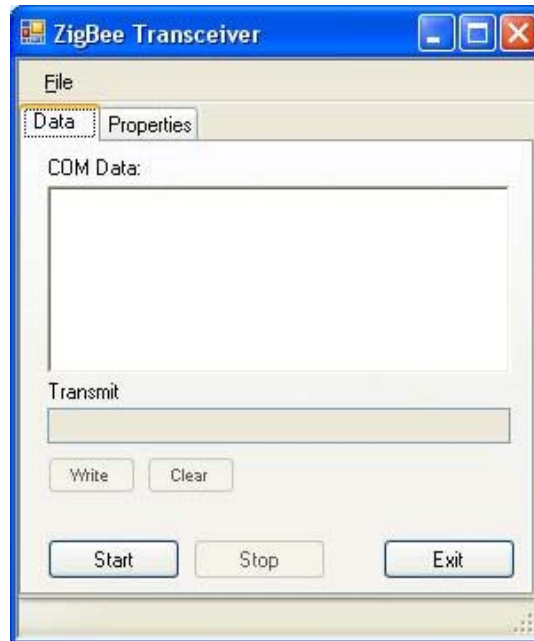 ZigBee Transceiver
File
Data Properties
COM Data:
Transmit
Write Clear
Start Stop Exit